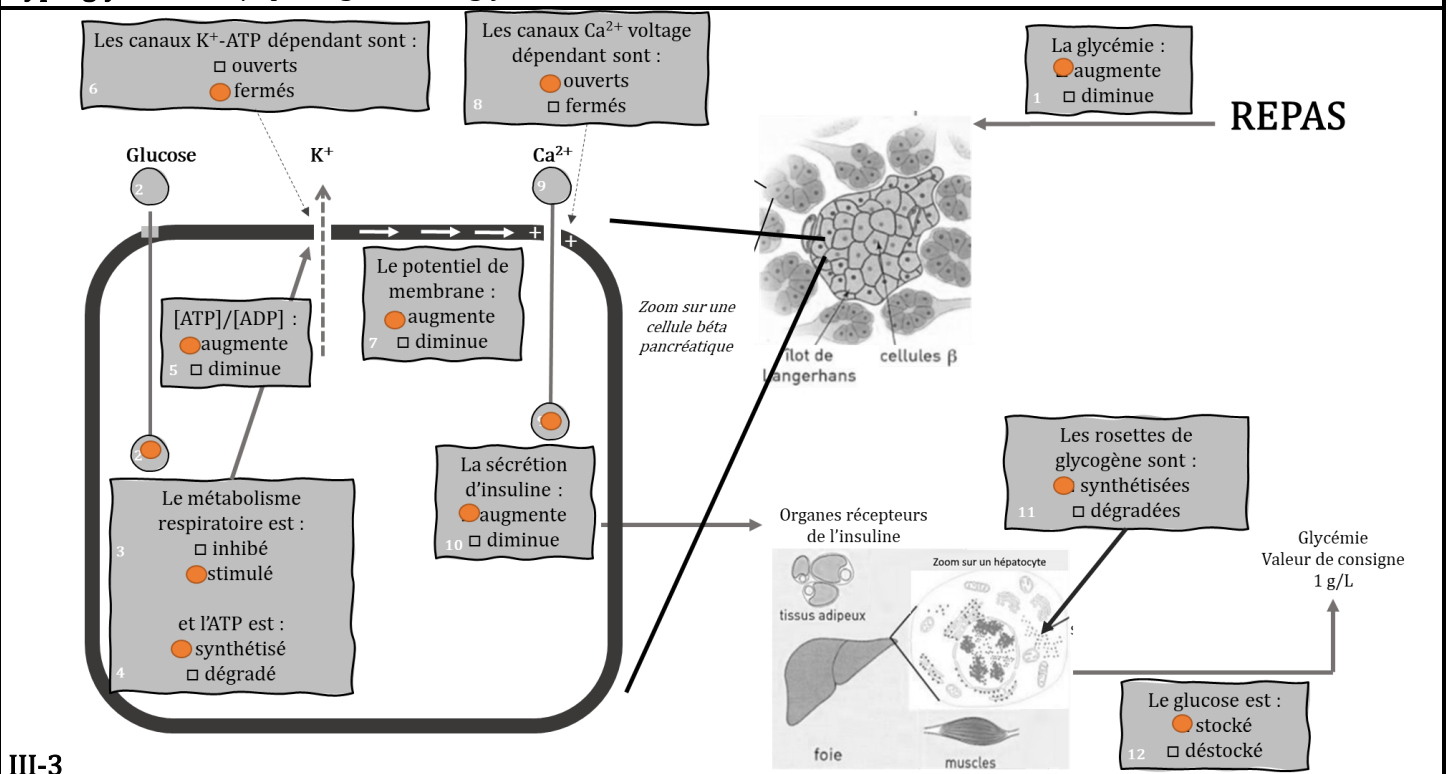 Les canaux K⁺-ATP dépendant sont :
□ ouverts
fermés
6
Les canaux Ca²⁺ voltage
dépendant sont :
ouverts
□ fermés
8
La glycémie :
augmente
□ diminue
1
REPAS
Glucose
2
K⁺
Ca²⁺
9
+
+
Le potentiel de
membrane :
augmente
□ diminue
7
[ATP]/[ADP] :
augmente
□ diminue
5
Zoom sur une
cellule béta
pancréatique
îlot de
Langerhans
cellules β
2
Le métabolisme
respiratoire est :
□ inhibé
stimulé
3
et l'ATP est :
synthétisé
□ dégradé
4
La sécrétion
d'insuline :
augmente
□ diminue
10
Organes récepteurs
de l'insuline
Zoom sur un hépatocyte
tissus adipeux
foie
muscles
Les rosettes de
glycogène sont :
synthétisées
□ dégradées
11
Glycémie
Valeur de consigne
1 g/L
Le glucose est :
stocké
□ déstocké
12
III-3